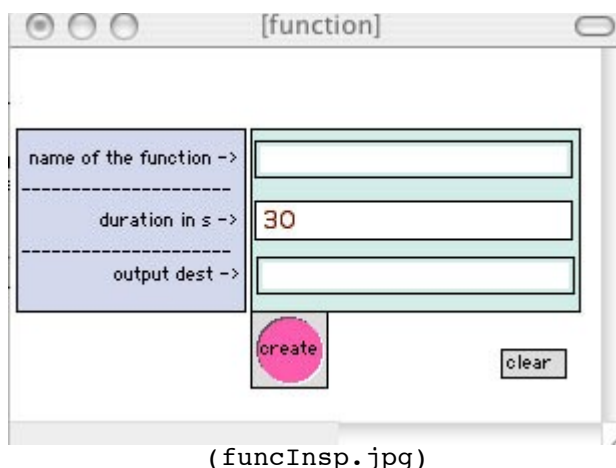 [function]
name of the function ->
---------------------
duration in s -> 30
---------------------
output dest ->
create
clear
(funcInsp.jpg)